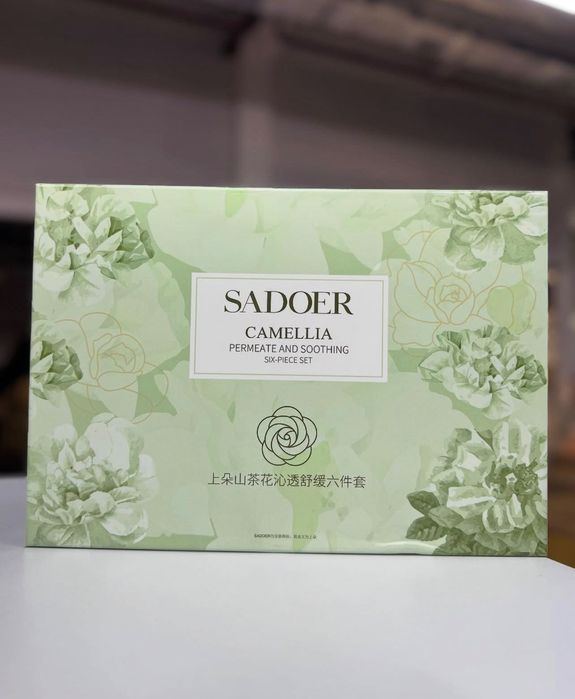 SADOER
CAMELLIA
PERMEATE AND SOOTHING
SIX-PIECE SET
上朵山茶花沁透舒缓六件套